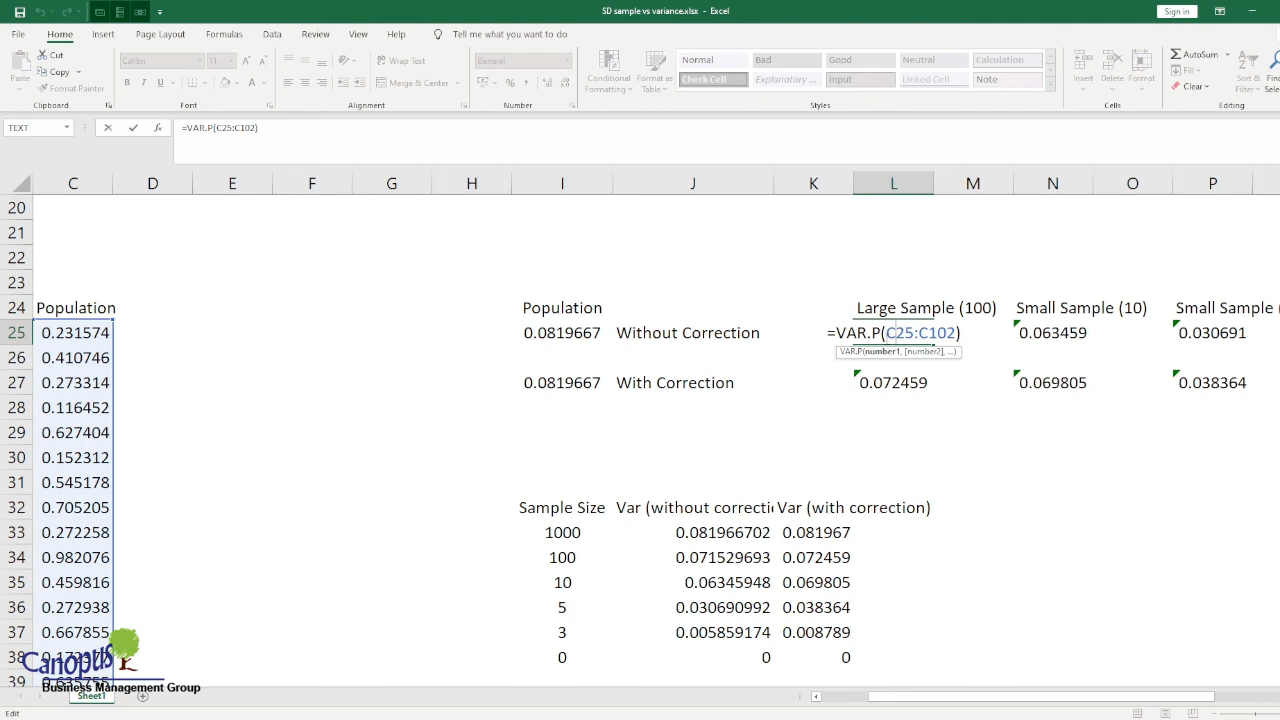 SD sample vs variance.xlsx - Excel
Sign in
File Home Insert Page Layout Formulas Data Review View Help Tell me what you want to do
Paste Cut Copy Format Painter Clipboard
Calibri 11 B I U A Font
Wrap Text Merge & Center Alignment
General % Number
Conditional Formatting Format as Table
Normal Bad Good Neutral Calculation
Check Cell Explanatory ... Input Linked Cell Note
Styles
Insert Delete Format Cells
AutoSum Fill Clear Sort & Filter Editing
TEXT fx =VAR.P(C25:C102)
C D E F G H I J K L M N O P
20
21
22
23
24 Population Population Large Sample (100) Small Sample (10) Small Sample (
25 0.231574 0.0819667 Without Correction =VAR.P(C25:C102) 0.063459 0.030691
VAR.P(number1, [number2], ...)
26 0.410746
27 0.273314 0.0819667 With Correction 0.072459 0.069805 0.038364
28 0.116452
29 0.627404
30 0.152312
31 0.545178
32 0.705205 Sample Size Var (without correcti Var (with correction)
33 0.272258 1000 0.081966702 0.081967
34 0.982076 100 0.071529693 0.072459
35 0.459816 10 0.06345948 0.069805
36 0.272938 5 0.030690992 0.038364
37 0.667855 3 0.005859174 0.008789
38 0 0 0
39
Canopus
Business Management Group
Sheet1
Edit